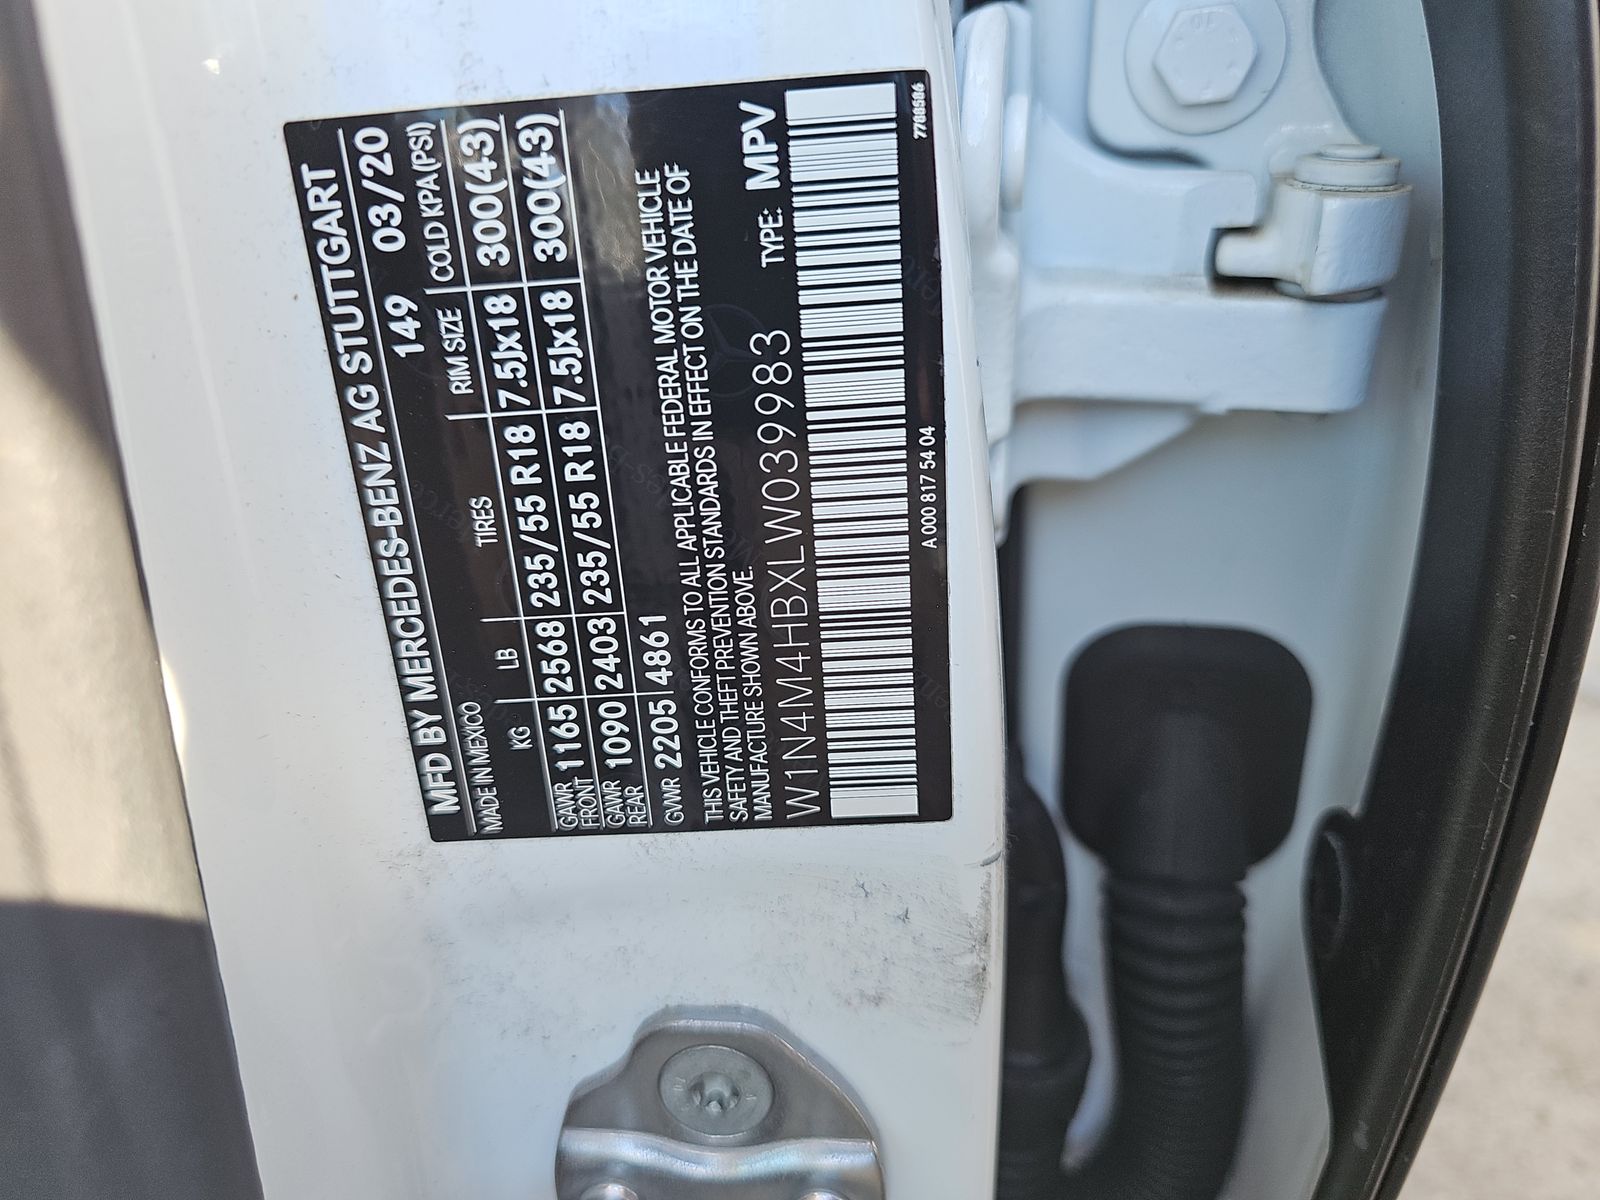 MFD BY MERCEDES-BENZ AG STUTTGART
MADE IN MEXICO 149 03/20
KG LB TIRES RIM SIZE COLD KPA (PSI)
GAWR FRONT 1165 2568 235/55 R18 7.5Jx18 300(43)
GAWR REAR 1090 2403 235/55 R18 7.5Jx18 300(43)
GVWR 2205 4861
THIS VEHICLE CONFORMS TO ALL APPLICABLE FEDERAL MOTOR VEHICLE
SAFETY AND THEFT PREVENTION STANDARDS IN EFFECT ON THE DATE OF
MANUFACTURE SHOWN ABOVE.
W1N4M4HBXLW039983 TYPE: MPV
A 000 817 54 04 7708586